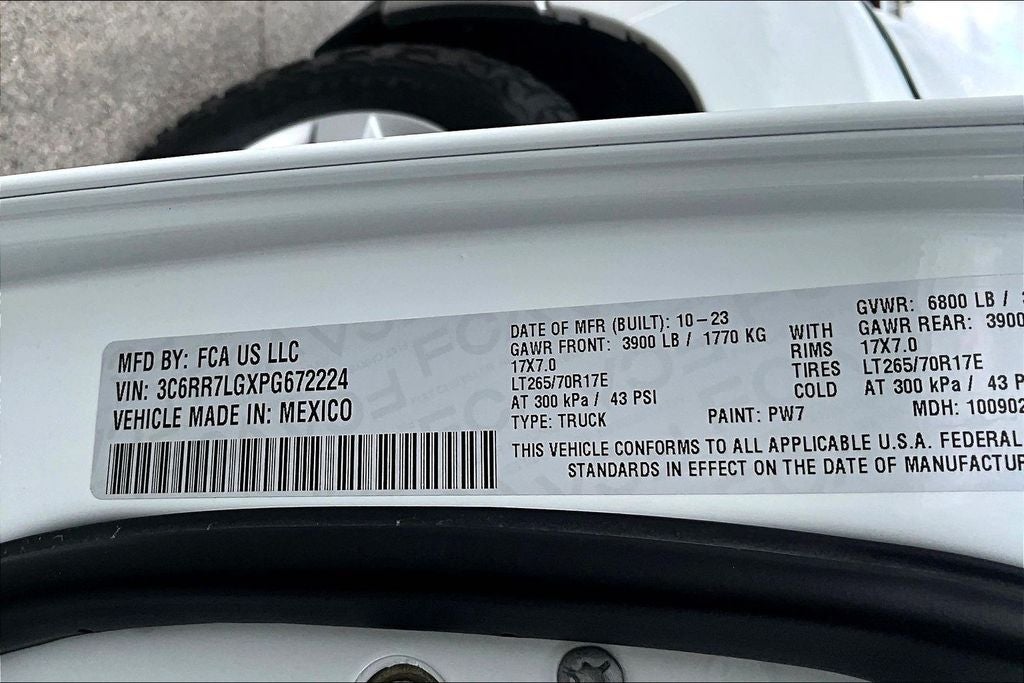 MFD BY: FCA US LLC
VIN: 3C6RR7LGXPG672224
VEHICLE MADE IN: MEXICO
DATE OF MFR (BUILT): 10-23
GVWR: 6800 LB /
GAWR FRONT: 3900 LB / 1770 KG WITH GAWR REAR: 3900
17X7.0 RIMS 17X7.0
LT265/70R17E TIRES LT265/70R17E
AT 300 kPa / 43 PSI COLD AT 300 kPa / 43 P
TYPE: TRUCK PAINT: PW7 MDH: 100902
THIS VEHICLE CONFORMS TO ALL APPLICABLE U.S.A. FEDERAL
STANDARDS IN EFFECT ON THE DATE OF MANUFACTUR